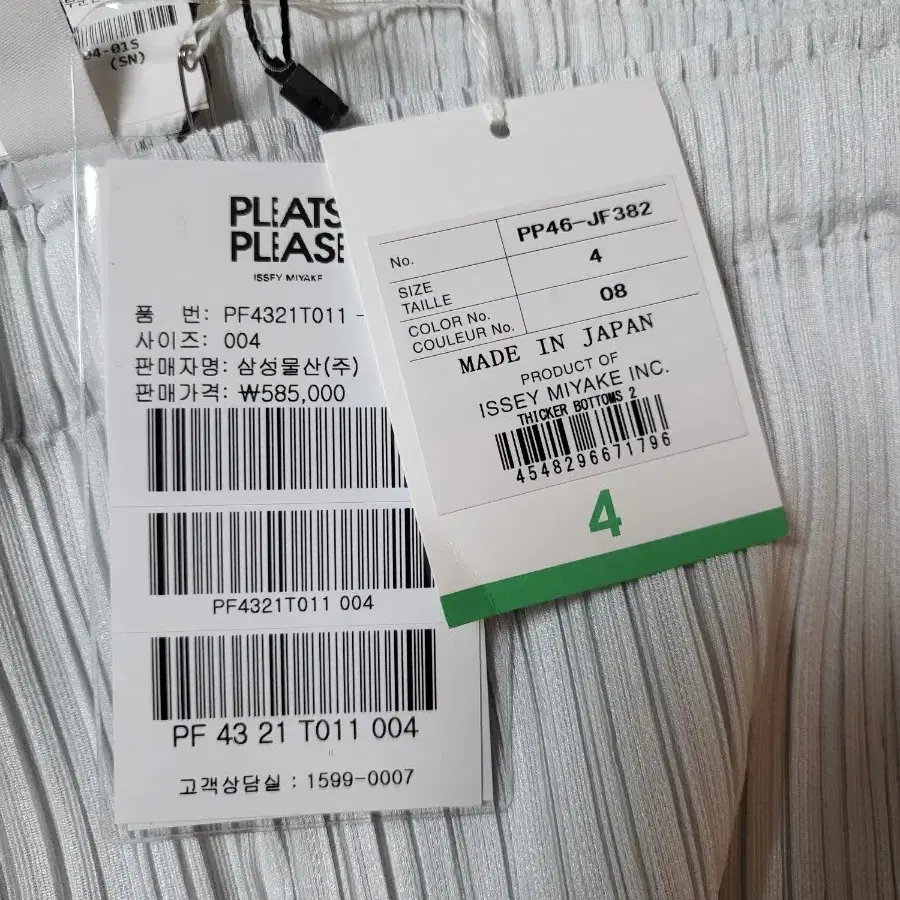 04-01S
(SN)
PLEATS
PLEASE
ISSEY MIYAKE
품 번: PF4321T011 -
사이즈: 004
판매자명: 삼성물산(주)
판매가격: ₩585,000
PF4321T011 004
PF 43 21 T011 004
고객상담실 : 1599-0007
No. PP46-JF382
SIZE
TAILLE 4
COLOR No.
COULEUR No. 08
MADE IN JAPAN
PRODUCT OF
ISSEY MIYAKE INC.
THICKER BOTTOMS 2
4548296671796
4